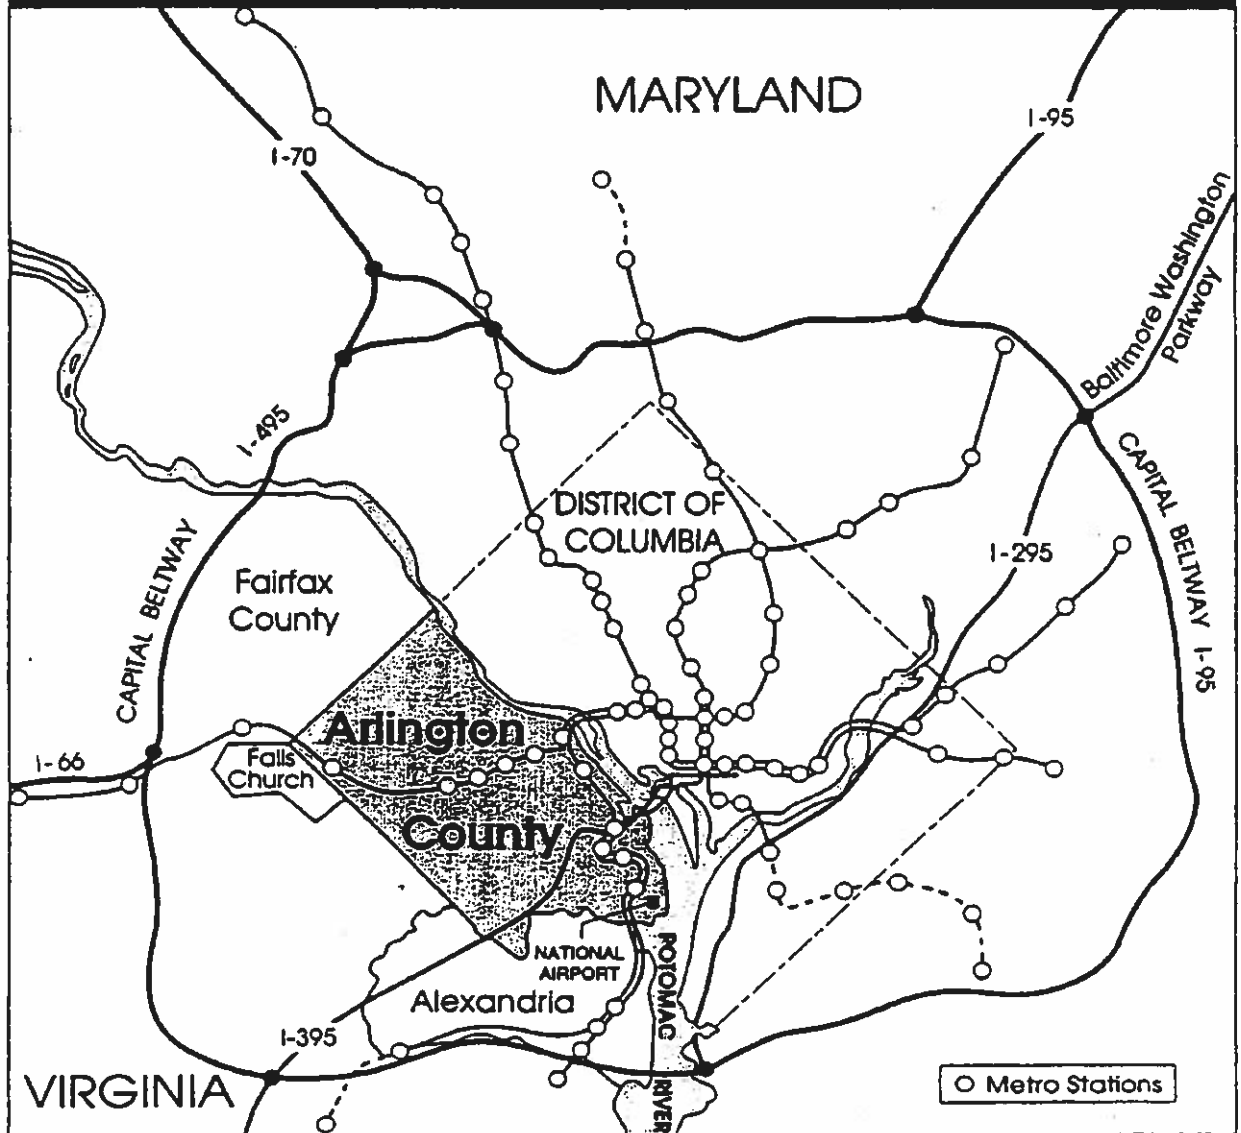 MARYLAND
I-95
I-70
Baltimore Washington
Parkway
I-495
CAPITAL BELTWAY I-95
DISTRICT OF
COLUMBIA
I-295
Fairfax
County
CAPITAL BELTWAY
Arlington
County
I-66
Falls
Church
NATIONAL
AIRPORT
POTOMAC
RIVER
Alexandria
I-395
VIRGINIA
Metro Stations